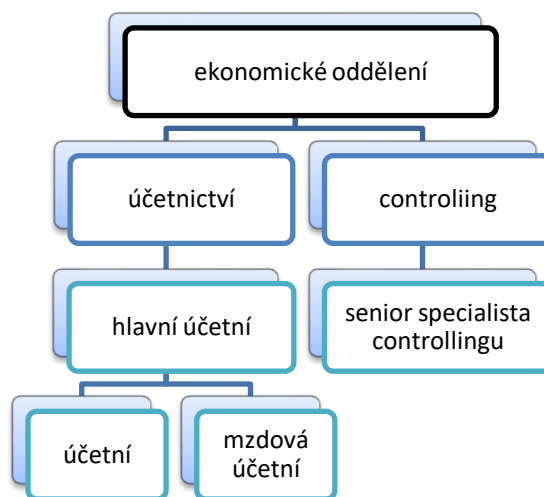 ekonomické oddělení
účetnictví
controliing
hlavní účetní
senior specialista
controllingu
účetní
mzdová
účetní